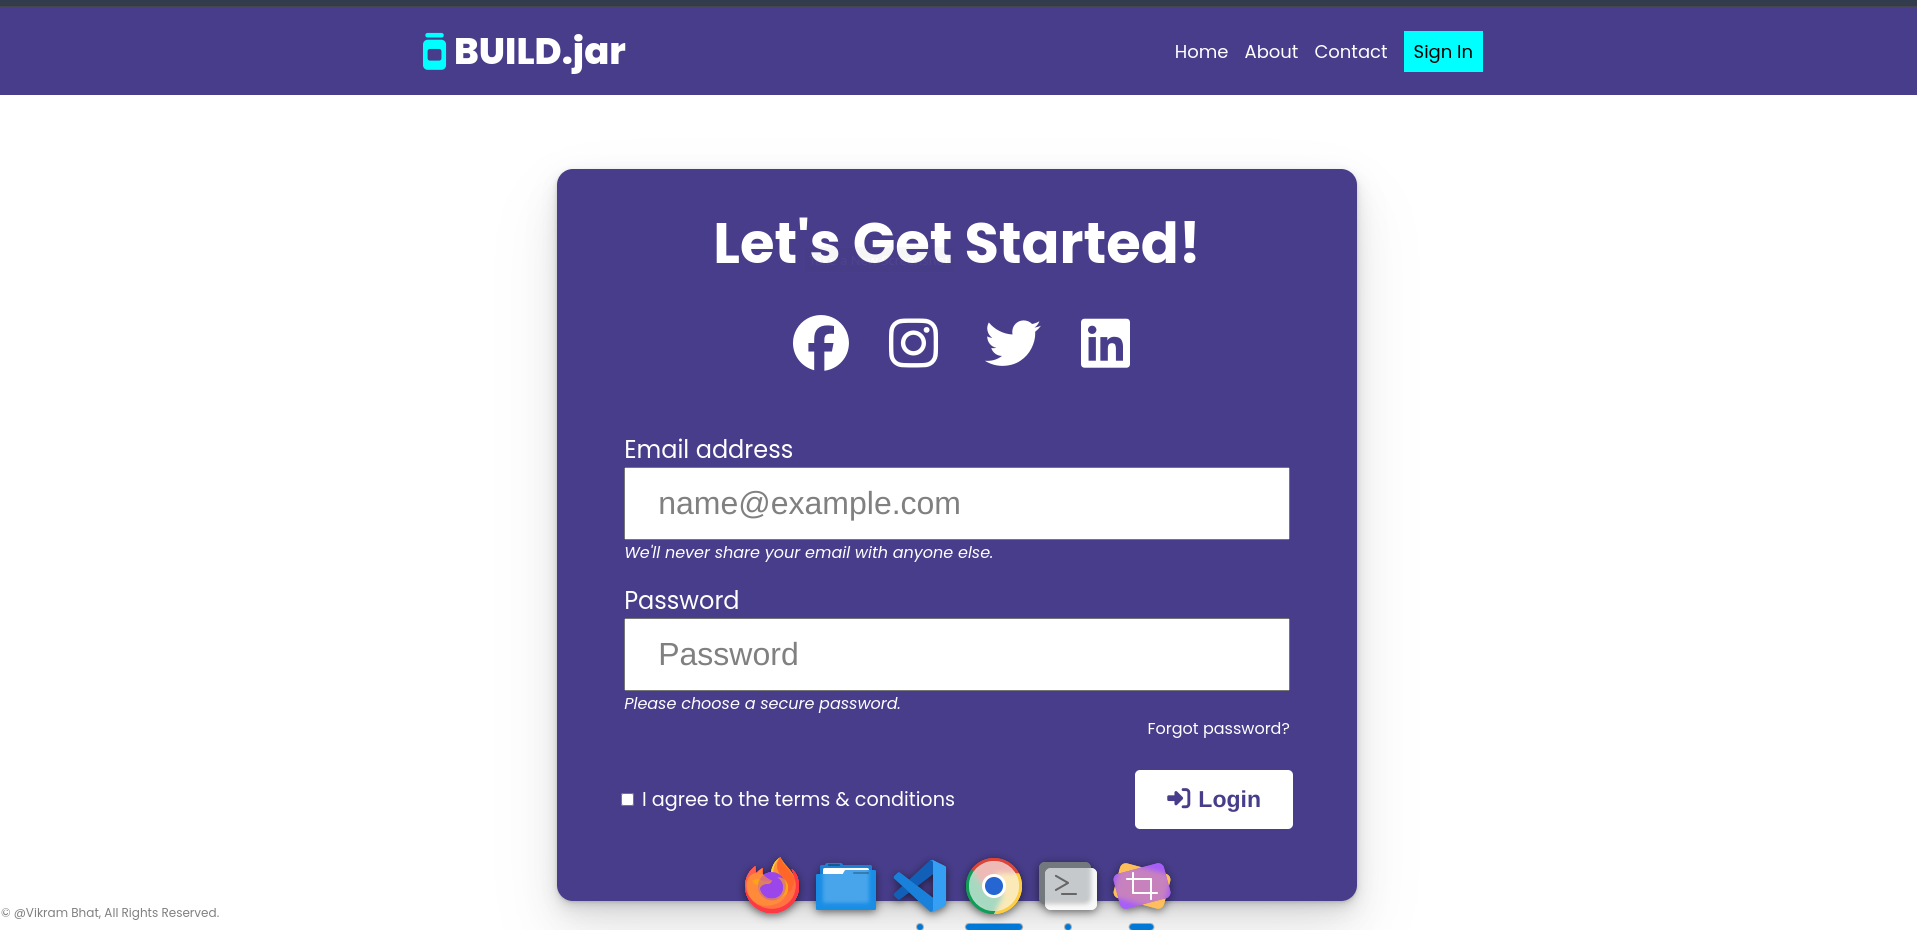 BUILD.jar
Home About Contact Sign In
Let's Get Started!
Email address
name@example.com
We'll never share your email with anyone else.
Password
Password
Please choose a secure password.
Forgot password?
I agree to the terms & conditions
Login
© @Vikram Bhat, All Rights Reserved.